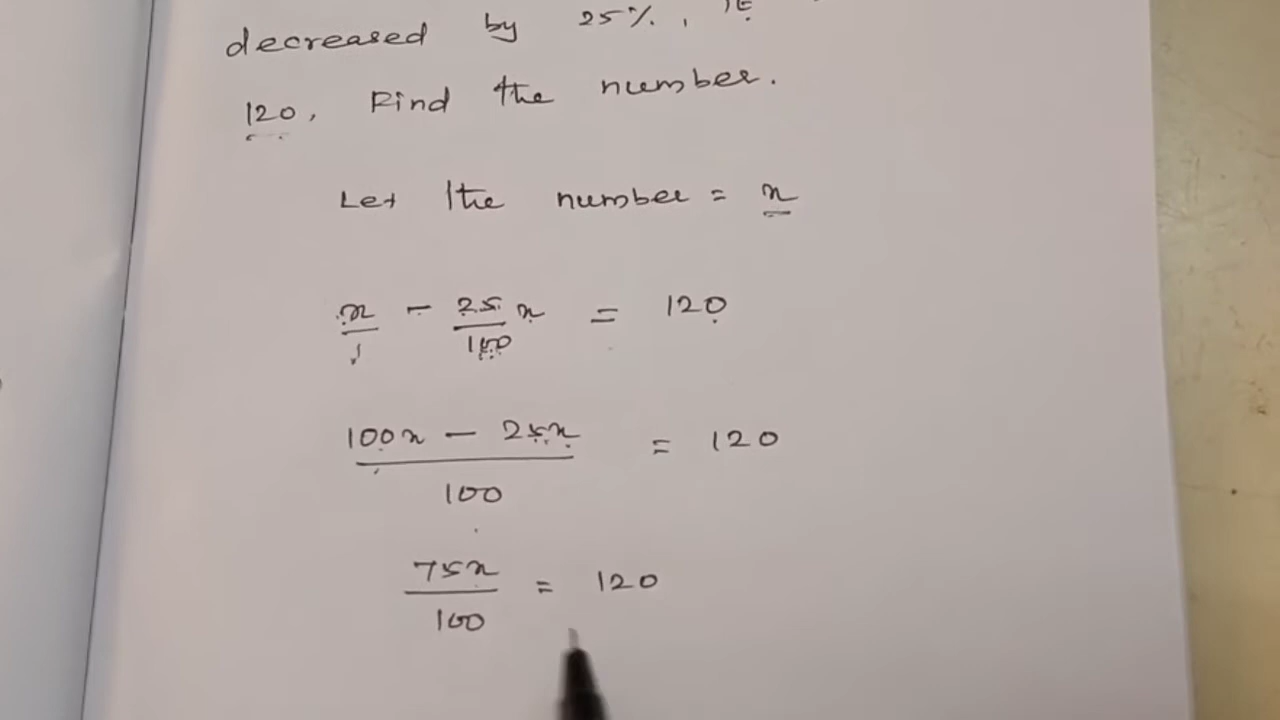 decreased by 25%, it
120, Find the number.
Let the number = x
x/1 - 25/100 x = 120
100x - 25x / 100 = 120
75x / 100 = 120